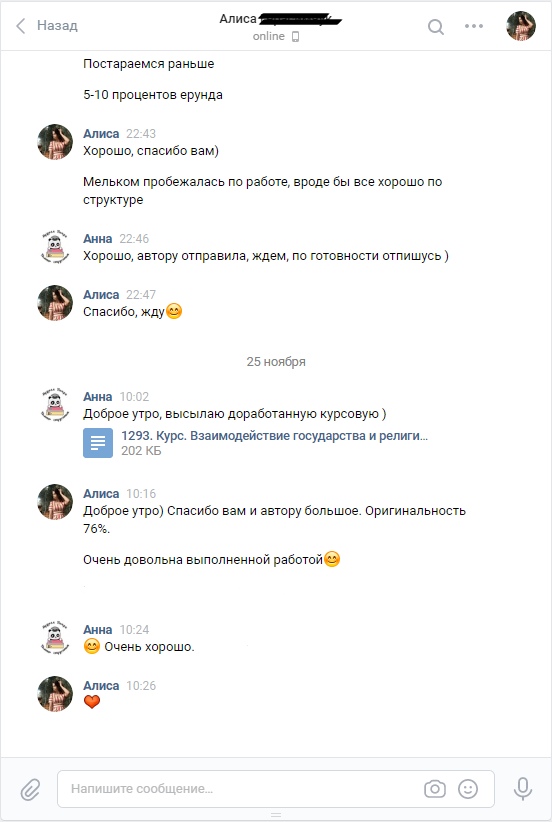 Назад
Алиса
online
Постараемся раньше
5-10 процентов ерунда
Алиса 22:43
Хорошо, спасибо вам)
Мельком пробежалась по работе, вроде бы все хорошо по
структуре
Анна 22:46
Хорошо, автору отправила, ждем, по готовности отпишусь )
Алиса 22:47
Спасибо, жду😊
25 ноября
Анна 10:02
Доброе утро, высылаю доработанную курсовую )
1293. Курс. Взаимодействие государства и религи...
202 КБ
Алиса 10:16
Доброе утро) Спасибо вам и автору большое. Оригинальность
76%.
Очень довольна выполненной работой😊
Анна 10:24
😊 Очень хорошо.
Алиса 10:26
❤
Напишите сообщение...